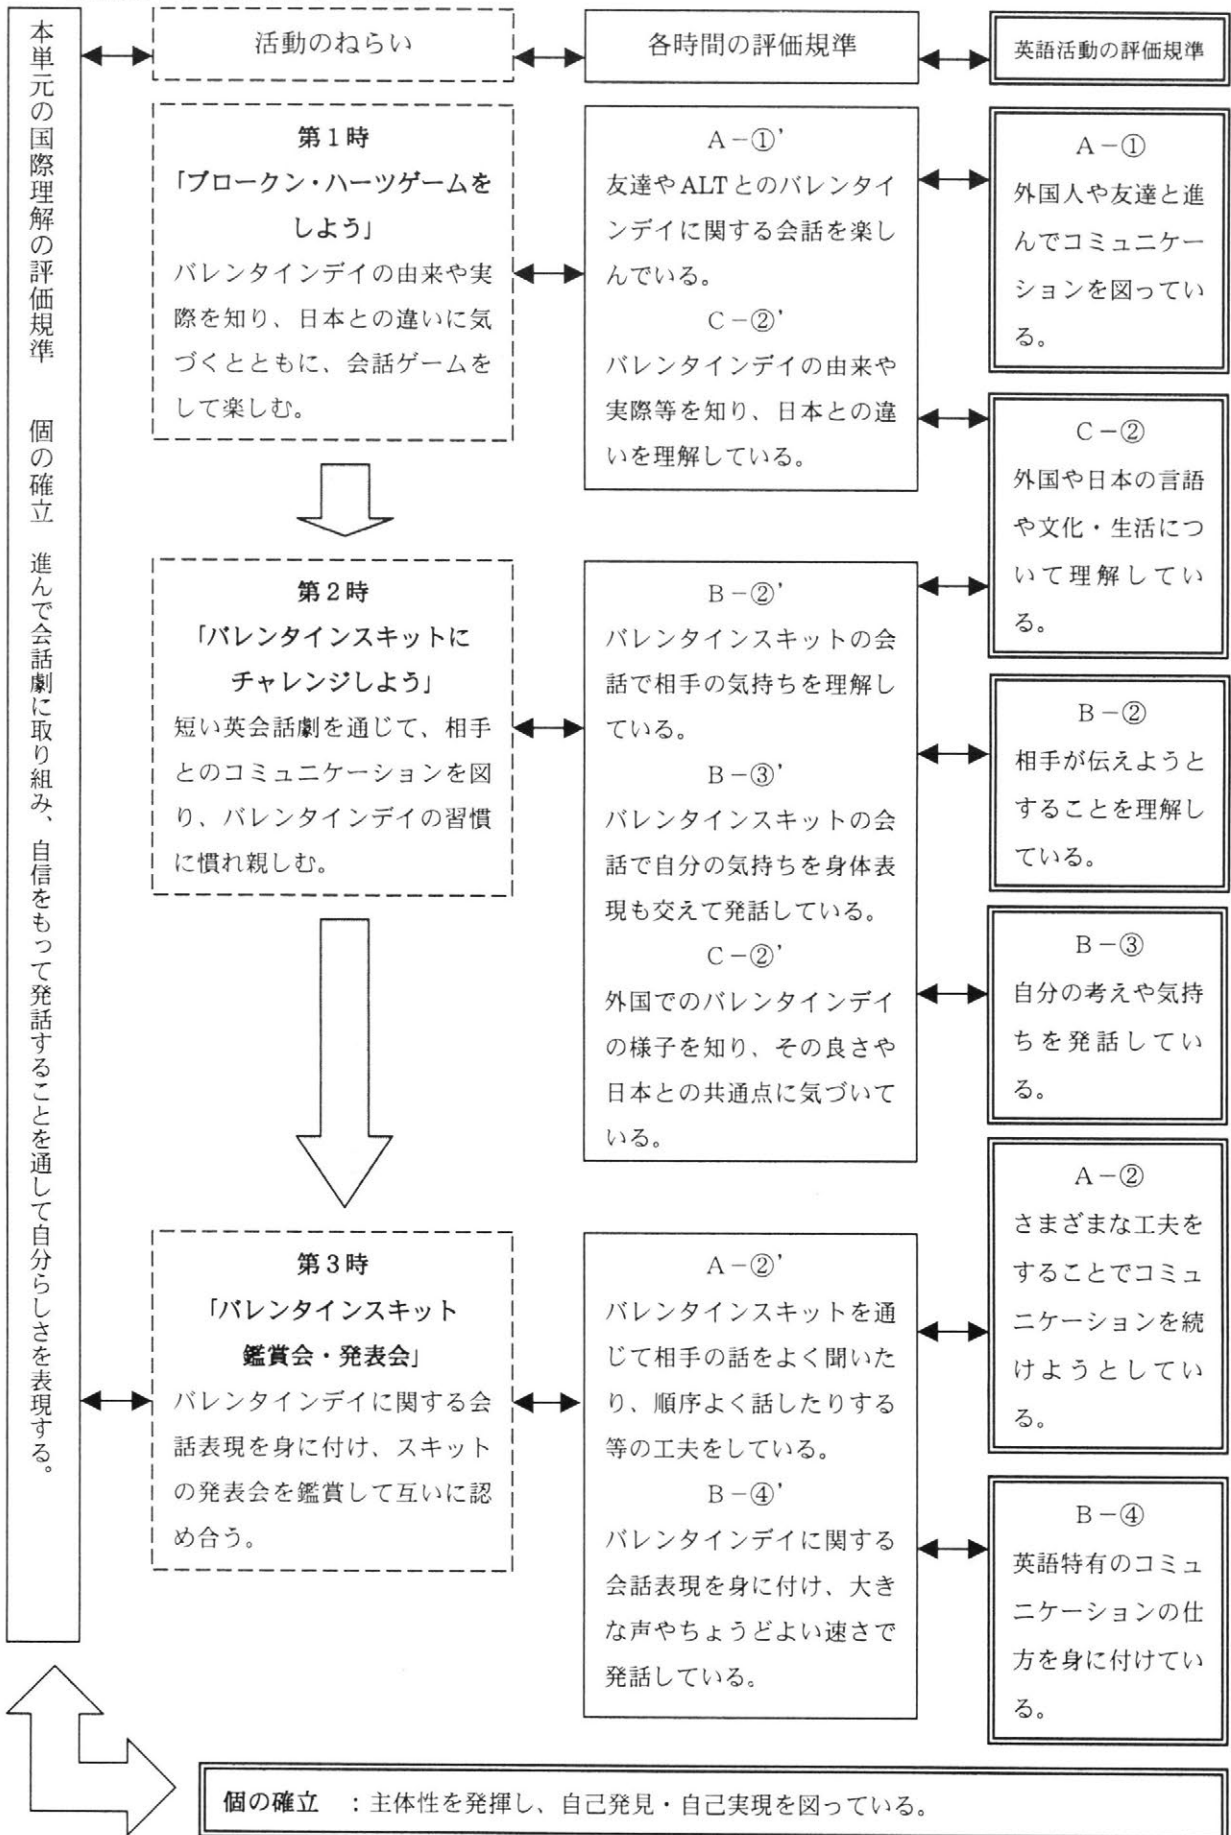 本単元の国際理解の評価規準　個の確立　進んで会話劇に取り組み、自信をもって発話することを通して自分らしさを表現する。
活動のねらい
各時間の評価規準
英語活動の評価規準
第1時
「ブロークン・ハーツゲームを
しよう」
バレンタインデイの由来や実
際を知り、日本との違いに気
づくとともに、会話ゲームを
して楽しむ。
A－①’
友達やALTとのバレンタイ
ンデイに関する会話を楽し
んでいる。
C－②’
バレンタインデイの由来や
実際等を知り、日本との違
いを理解している。
A－①
外国人や友達と進
んでコミュニケー
ションを図ってい
る。
C－②
外国や日本の言語
や文化・生活につ
いて理解してい
る。
第2時
「バレンタインスキットに
チャレンジしよう」
短い英会話劇を通じて、相手
とのコミュニケーションを図
り、バレンタインデイの習慣
に慣れ親しむ。
B－②’
バレンタインスキットの会
話で相手の気持ちを理解し
ている。
B－③’
バレンタインスキットの会
話で自分の気持ちを身体表
現も交えて発話している。
C－②’
外国でのバレンタインデイ
の様子を知り、その良さや
日本との共通点に気づいて
いる。
B－②
相手が伝えようと
することを理解し
ている。
B－③
自分の考えや気持
ちを発話してい
る。
第3時
「バレンタインスキット
鑑賞会・発表会」
バレンタインデイに関する会
話表現を身に付け、スキット
の発表会を鑑賞して互いに認
め合う。
A－②’
バレンタインスキットを通
じて相手の話をよく聞いた
り、順序よく話したりする
等の工夫をしている。
B－④’
バレンタインデイに関する
会話表現を身に付け、大き
な声やちょうどよい速さで
発話している。
A－②
さまざまな工夫を
することでコミュ
ニケーションを続
けようとしてい
る。
B－④
英語特有のコミュ
ニケーションの仕
方を身に付けてい
る。
個の確立　：主体性を発揮し、自己発見・自己実現を図っている。